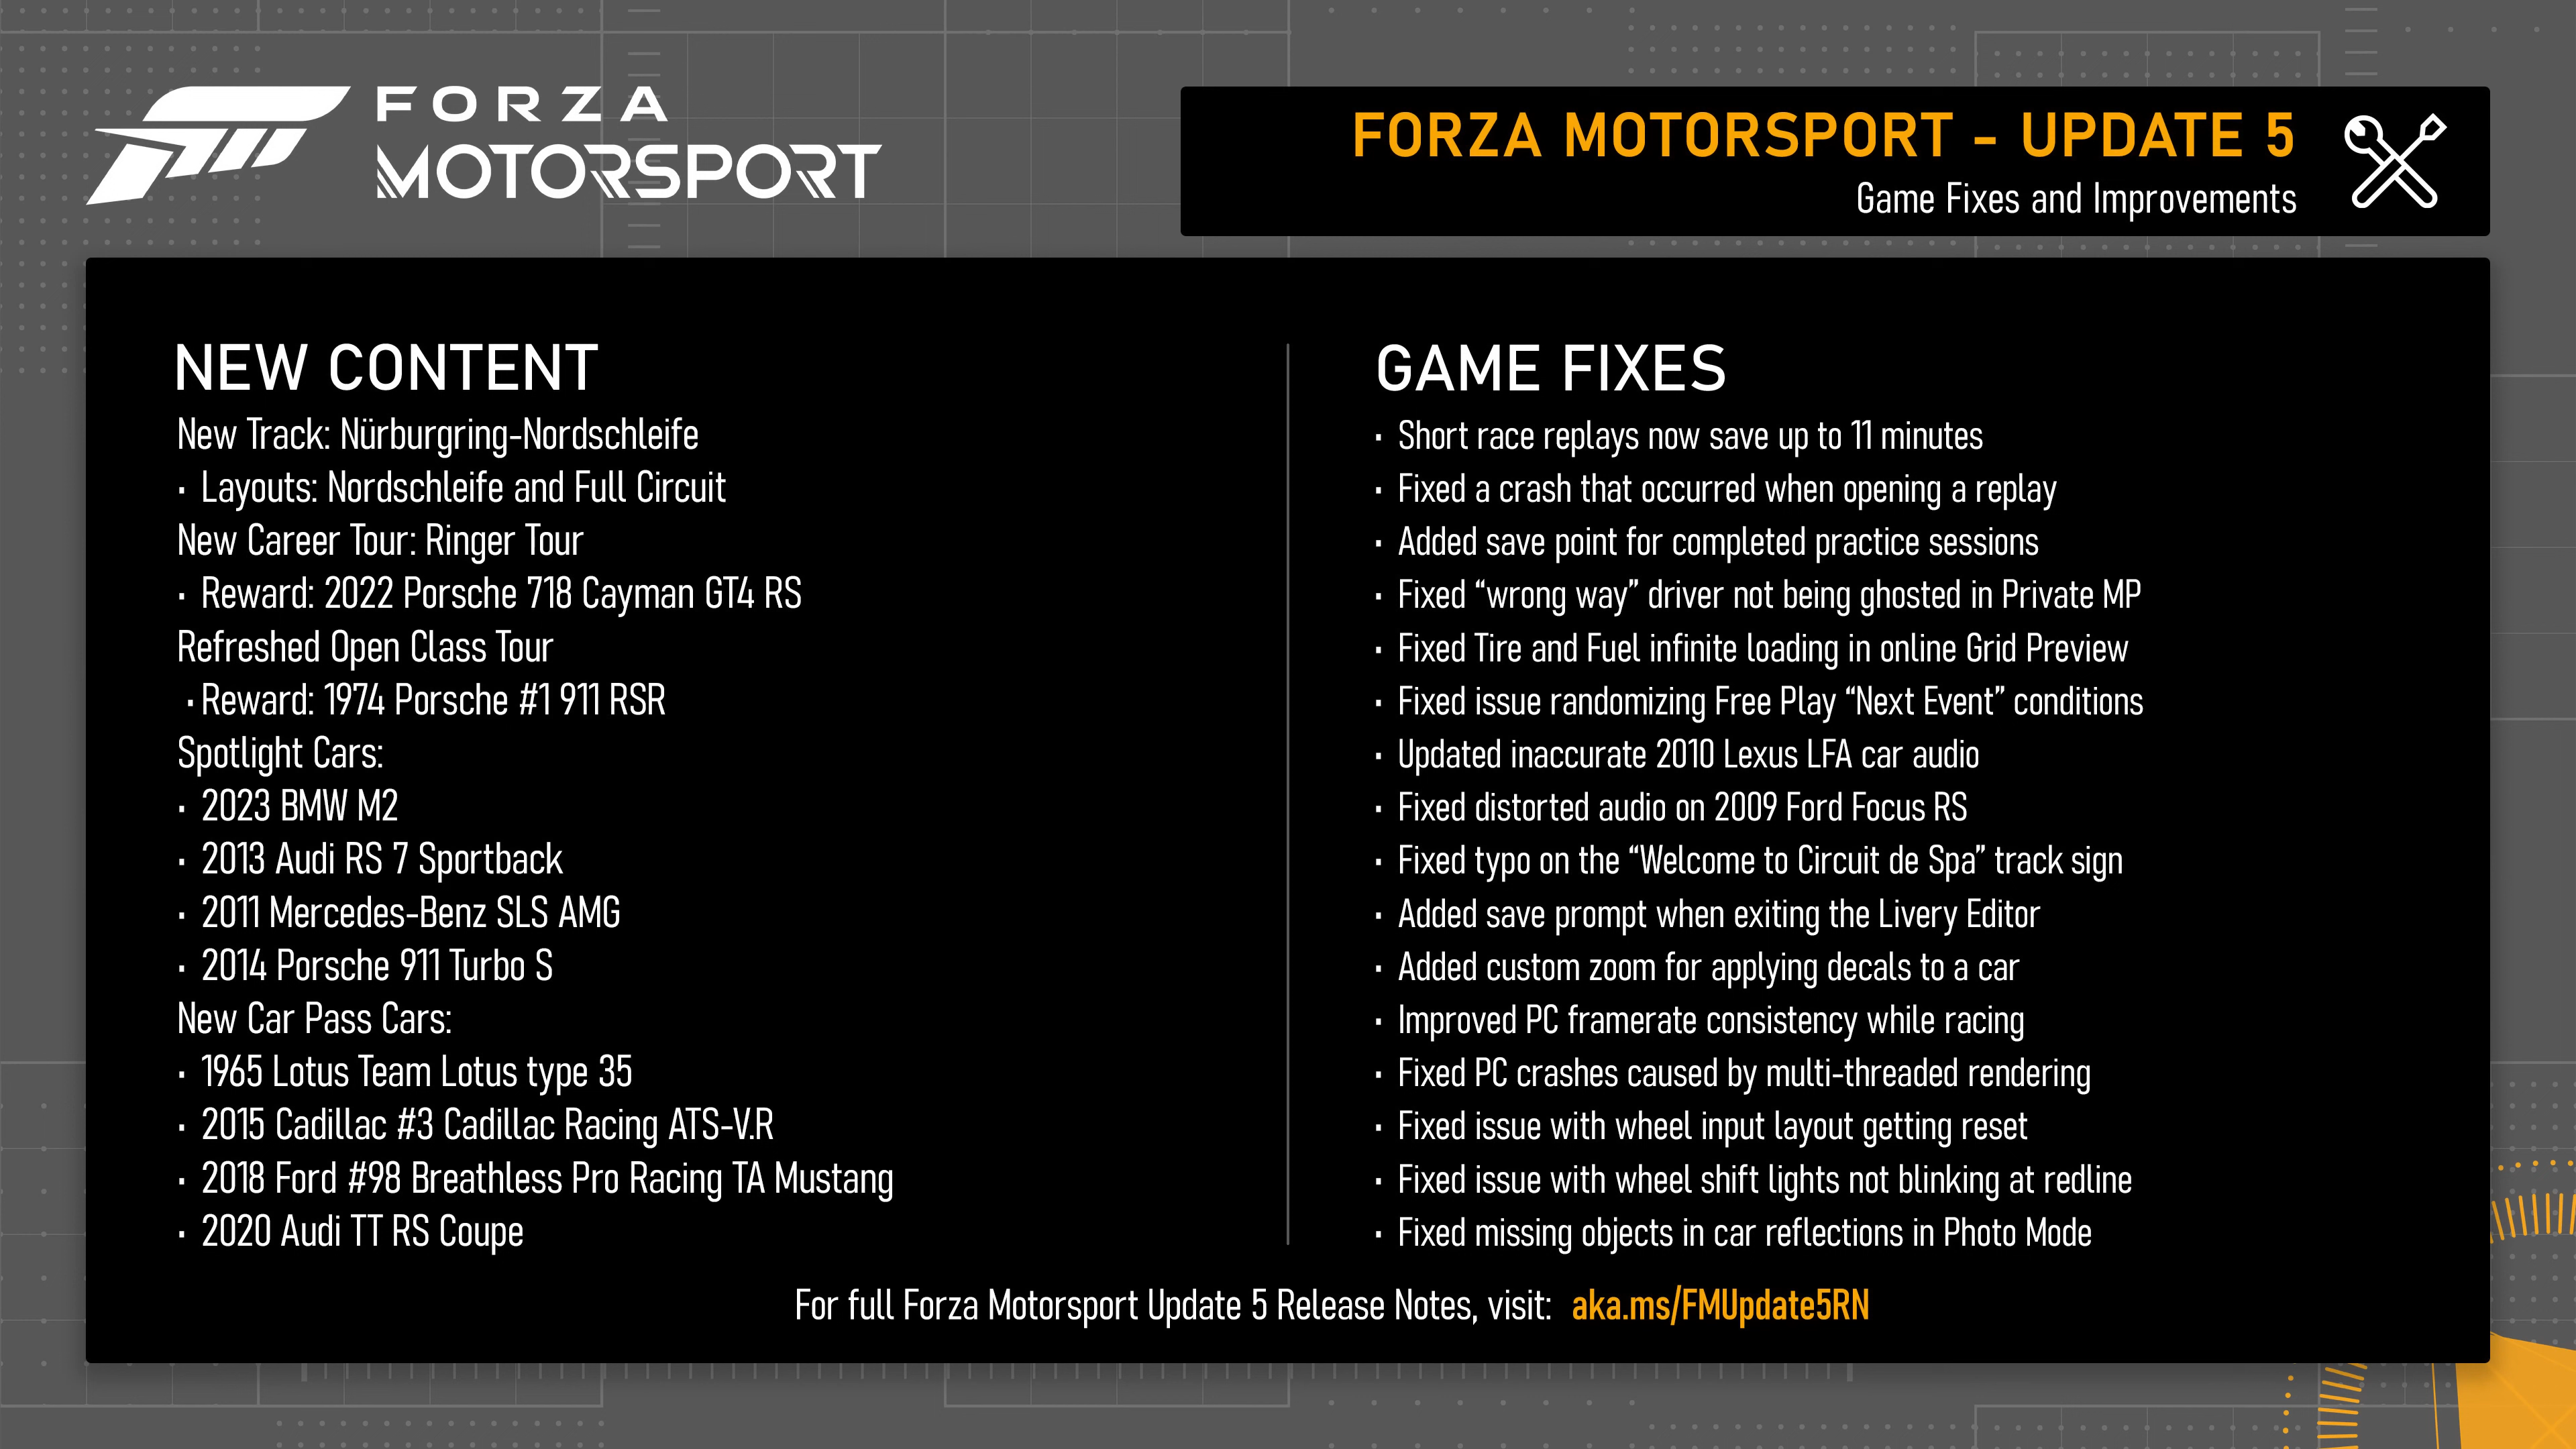 FORZA
MOTORSPORT
FORZA MOTORSPORT - UPDATE 5
Game Fixes and Improvements
NEW CONTENT
New Track: Nürburgring-Nordschleife
· Layouts: Nordschleife and Full Circuit
New Career Tour: Ringer Tour
· Reward: 2022 Porsche 718 Cayman GT4 RS
Refreshed Open Class Tour
· Reward: 1974 Porsche #1 911 RSR
Spotlight Cars:
· 2023 BMW M2
· 2013 Audi RS 7 Sportback
· 2011 Mercedes-Benz SLS AMG
· 2014 Porsche 911 Turbo S
New Car Pass Cars:
· 1965 Lotus Team Lotus type 35
· 2015 Cadillac #3 Cadillac Racing ATS-V.R
· 2018 Ford #98 Breathless Pro Racing TA Mustang
· 2020 Audi TT RS Coupe
GAME FIXES
· Short race replays now save up to 11 minutes
· Fixed a crash that occurred when opening a replay
· Added save point for completed practice sessions
· Fixed “wrong way” driver not being ghosted in Private MP
· Fixed Tire and Fuel infinite loading in online Grid Preview
· Fixed issue randomizing Free Play “Next Event” conditions
· Updated inaccurate 2010 Lexus LFA car audio
· Fixed distorted audio on 2009 Ford Focus RS
· Fixed typo on the “Welcome to Circuit de Spa” track sign
· Added save prompt when exiting the Livery Editor
· Added custom zoom for applying decals to a car
· Improved PC framerate consistency while racing
· Fixed PC crashes caused by multi-threaded rendering
· Fixed issue with wheel input layout getting reset
· Fixed issue with wheel shift lights not blinking at redline
· Fixed missing objects in car reflections in Photo Mode
For full Forza Motorsport Update 5 Release Notes, visit: aka.ms/FMUpdate5RN